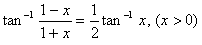 tan⁻¹ (1 − x)/(1 + x) = 1/2 tan⁻¹ x, (x > 0)